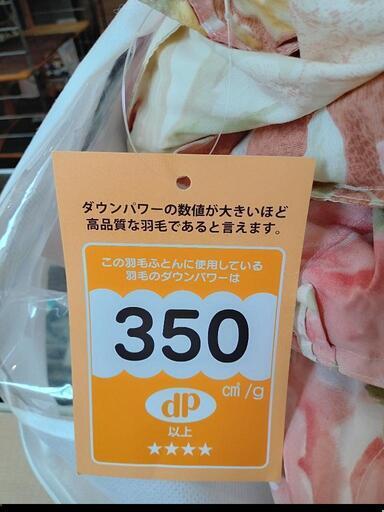 ダウンパワーの数値が大きいほど
高品質な羽毛であると言えます。
この羽毛ふとんに使用している
羽毛のダウンパワーは
350
cm³/g
dp
以上
★★★★